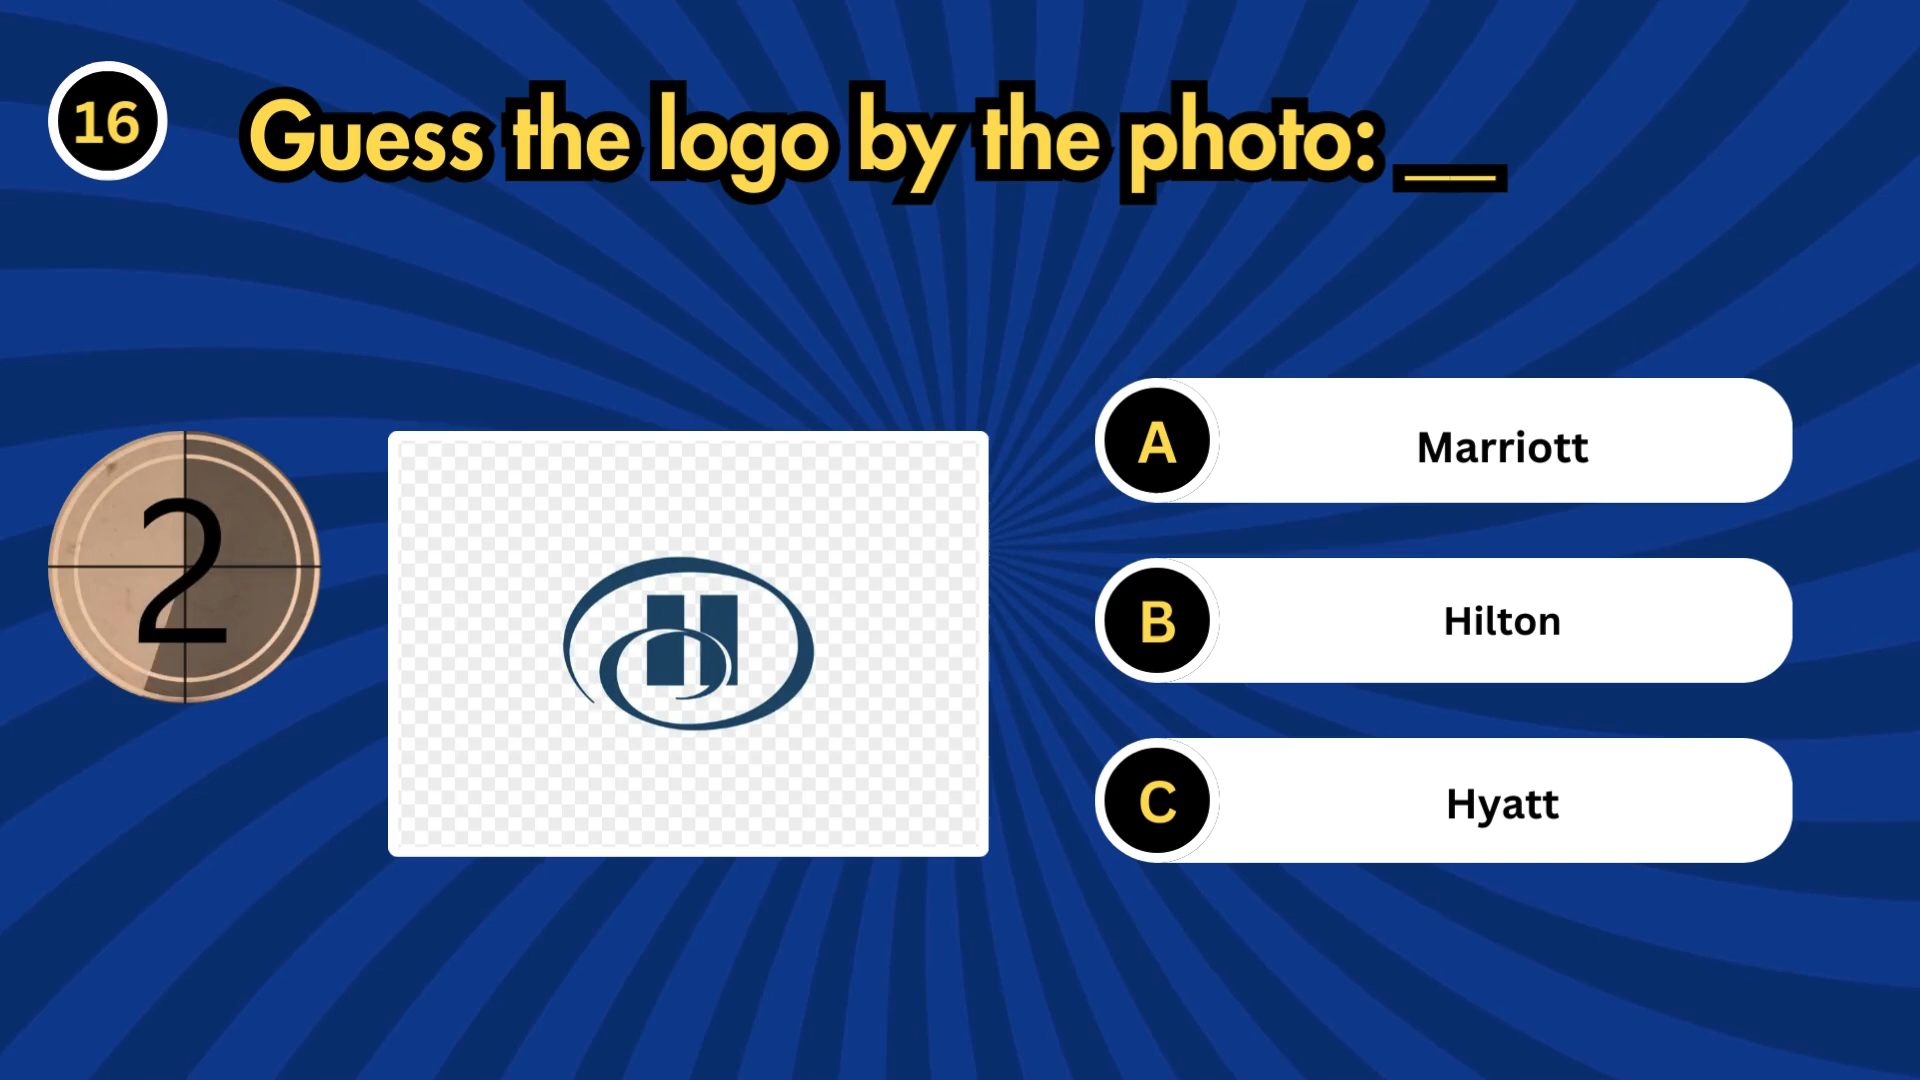 16
Guess the logo by the photo: __
2
H
A
Marriott
B
Hilton
C
Hyatt